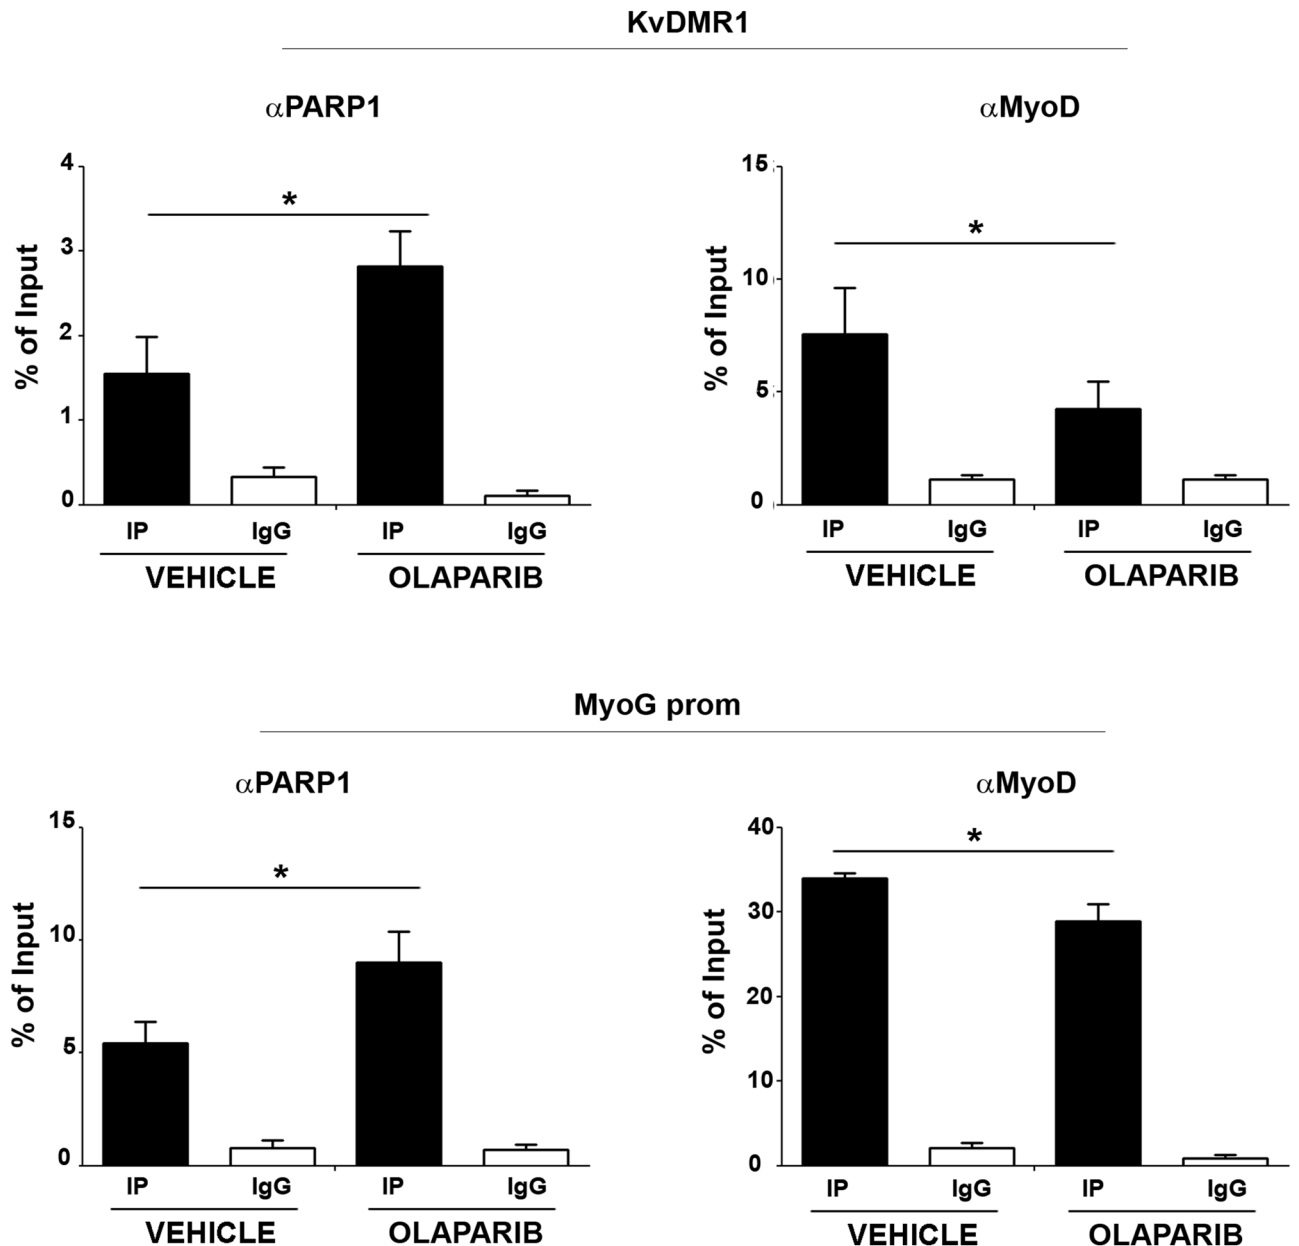 KvDMR1
αPARP1
αMyoD
4
3
2
1
0
% of Input
*
IP IgG IP IgG
VEHICLE OLAPARIB
15
10
5
0
% of Input
*
IP IgG IP IgG
VEHICLE OLAPARIB
MyoG prom
αPARP1
αMyoD
15
10
5
0
% of Input
*
IP IgG IP IgG
VEHICLE OLAPARIB
40
30
20
10
0
% of Input
*
IP IgG IP IgG
VEHICLE OLAPARIB